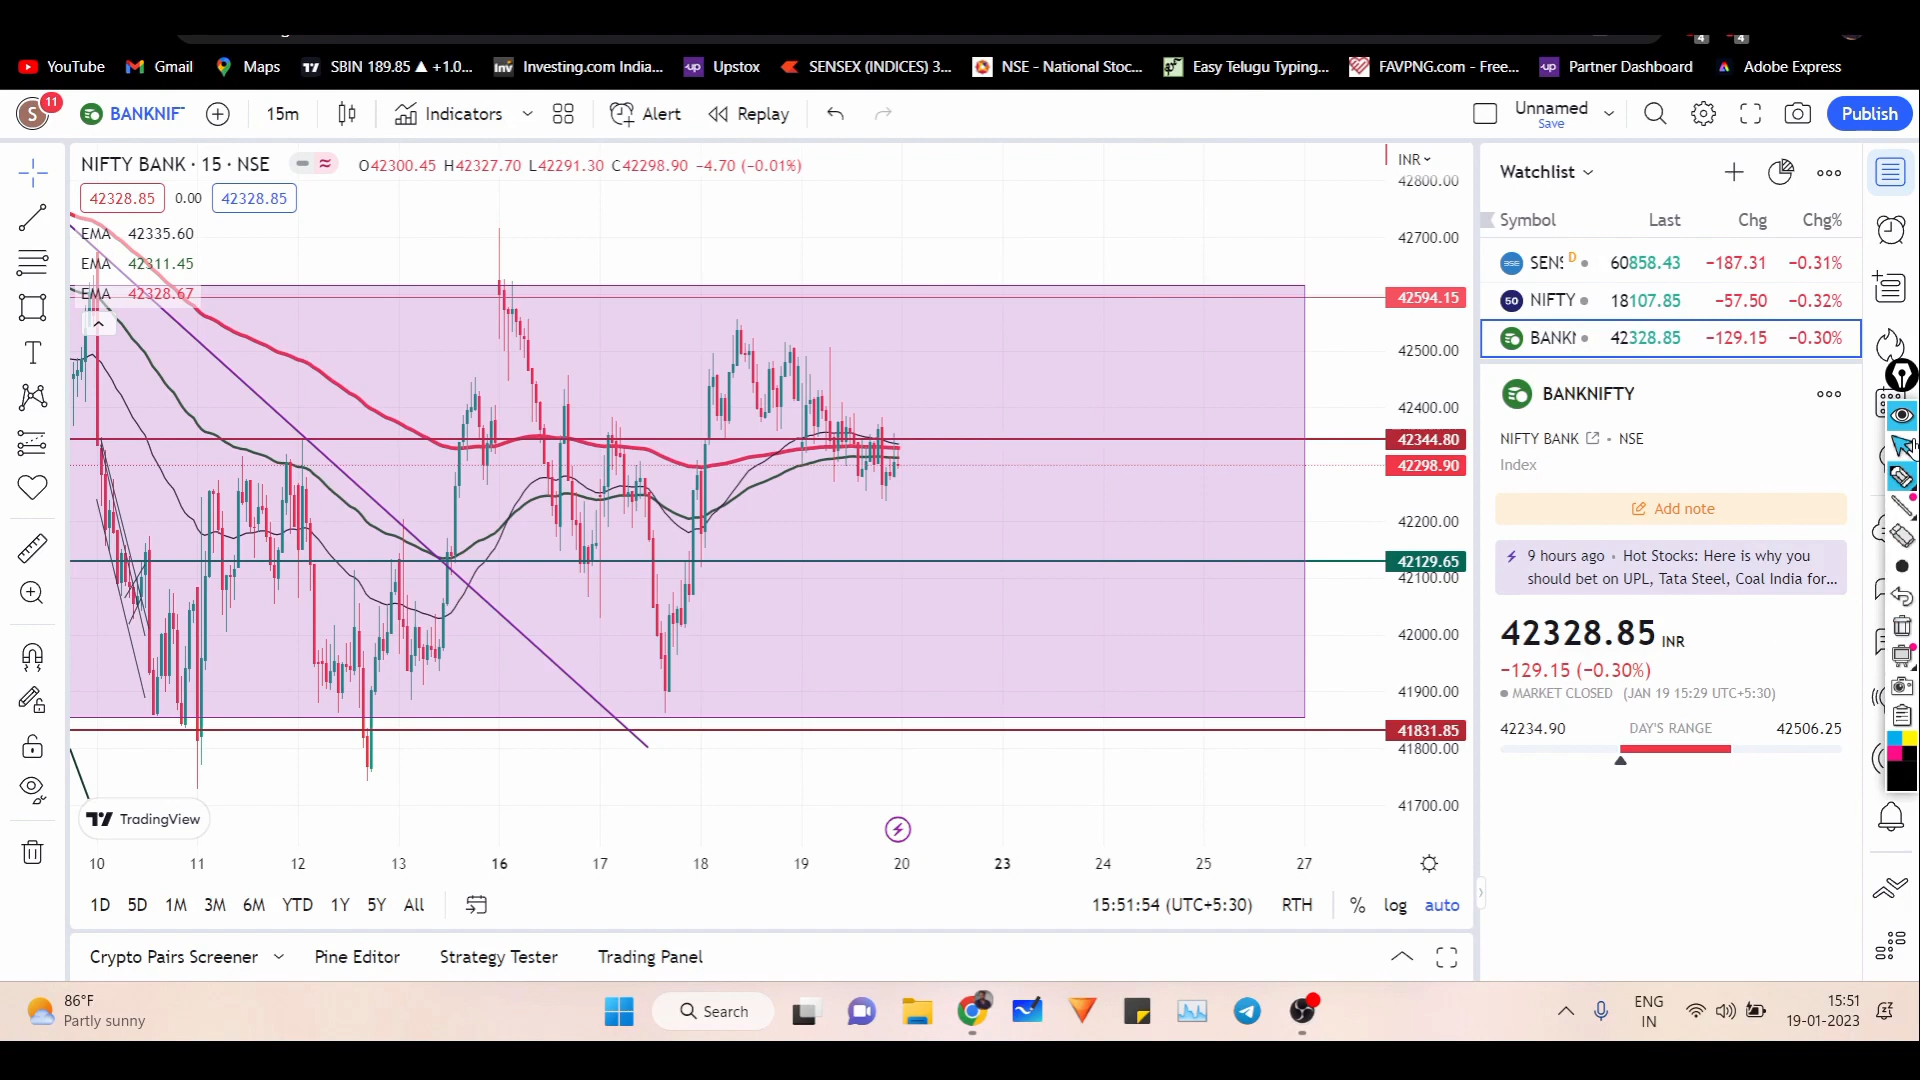 YouTube Gmail Maps SBIN 189.85 ▲ +1.0... Investing.com India... Upstox SENSEX (INDICES) 3... NSE - National Stoc... Easy Telugu Typing... FAVPNG.com - Free... Partner Dashboard Adobe Express
S 11 BANKNIF 15m Indicators Alert Replay Unnamed Publish
Save
NIFTY BANK · 15 · NSE O42300.45 H42327.70 L42291.30 C42298.90 −4.70 (−0.01%)
42328.85 0.00 42328.85
EMA 42335.60
EMA 42311.45
EMA 42328.67
INR
42800.00
42700.00
42594.15
42500.00
42400.00
42344.80
42298.90
42200.00
42129.65
42100.00
42000.00
41900.00
41831.85
41800.00
41700.00
TradingView
10 11 12 13 16 17 18 19 20 23 24 25 27
1D 5D 1M 3M 6M YTD 1Y 5Y All 15:51:54 (UTC+5:30) RTH % log auto
Crypto Pairs Screener Pine Editor Strategy Tester Trading Panel
Watchlist
Symbol Last Chg Chg%
SENS D 60858.43 −187.31 −0.31%
50 NIFTY 18107.85 −57.50 −0.32%
BANKN 42328.85 −129.15 −0.30%
BANKNIFTY
NIFTY BANK · NSE
Index
Add note
9 hours ago · Hot Stocks: Here is why you
should bet on UPL, Tata Steel, Coal India for...
42328.85 INR
−129.15 (−0.30%)
MARKET CLOSED (JAN 19 15:29 UTC+5:30)
42234.90 DAY'S RANGE 42506.25
86°F
Partly sunny
Search
ENG
IN
15:51
19-01-2023